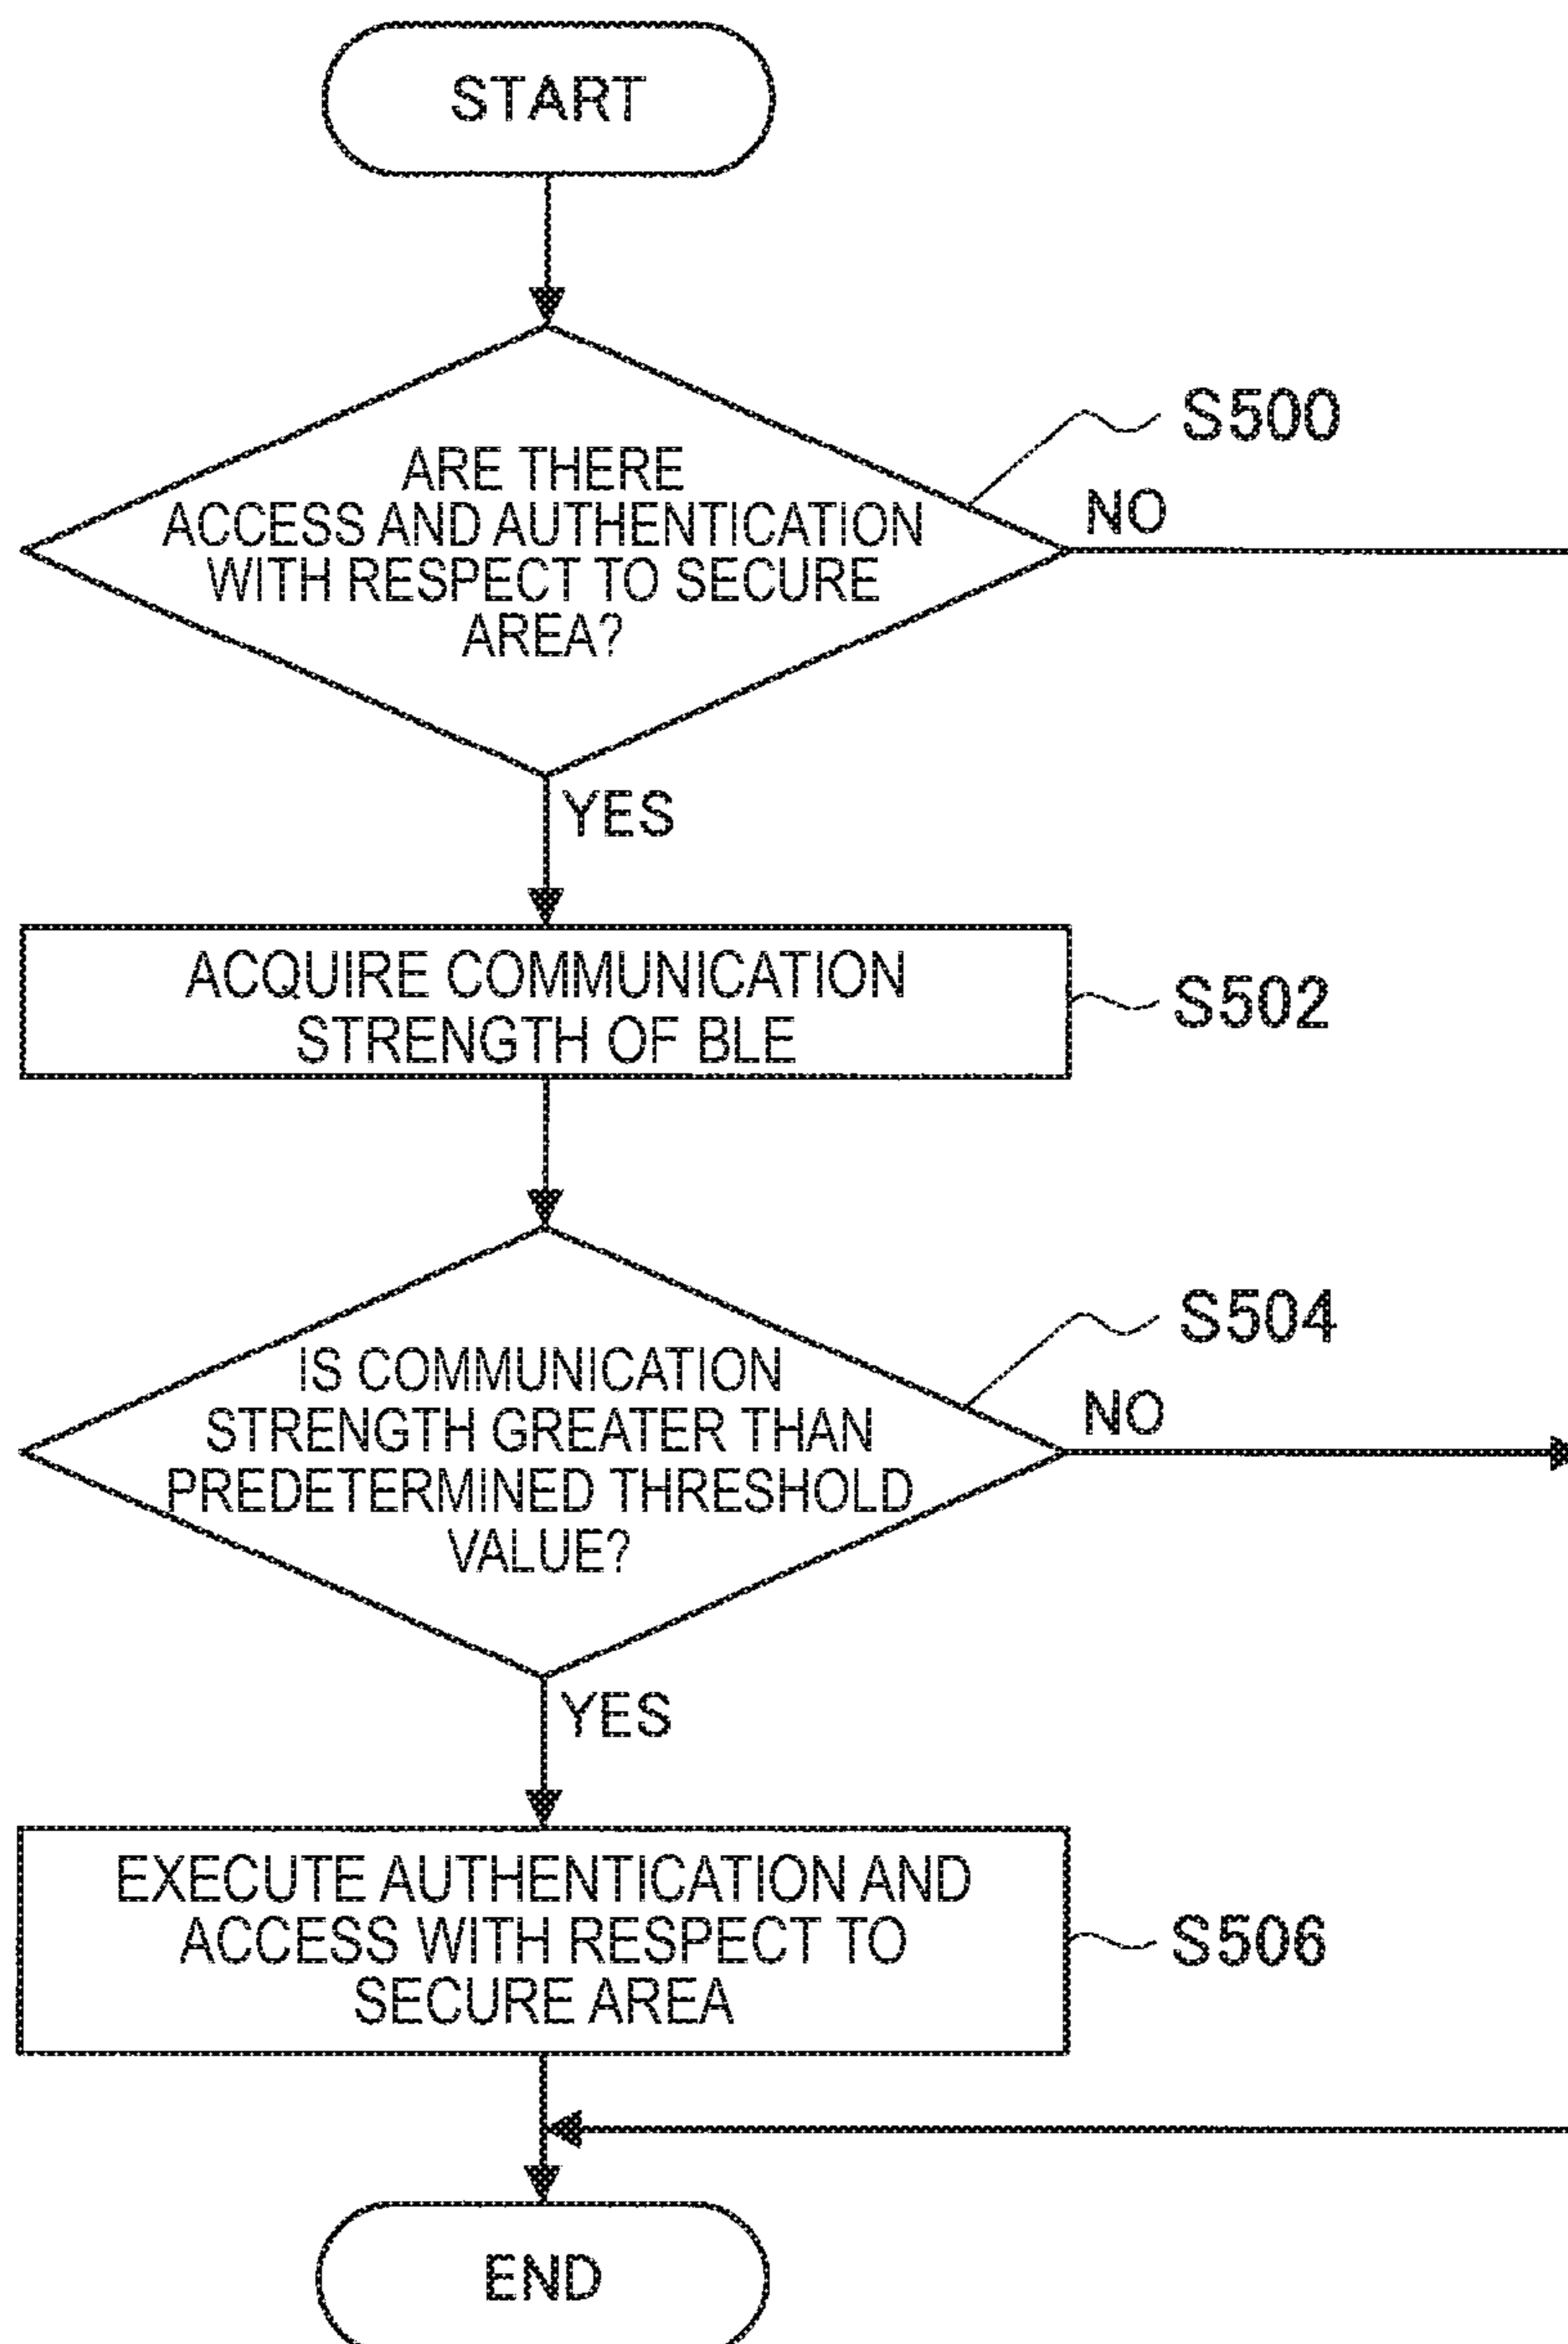 START
S500
ARE THERE
ACCESS AND AUTHENTICATION
WITH RESPECT TO SECURE
AREA?
NO
YES
ACQUIRE COMMUNICATION
STRENGTH OF BLE
S502
S504
IS COMMUNICATION
STRENGTH GREATER THAN
PREDETERMINED THRESHOLD
VALUE?
NO
YES
EXECUTE AUTHENTICATION AND
ACCESS WITH RESPECT TO
SECURE AREA
S506
END